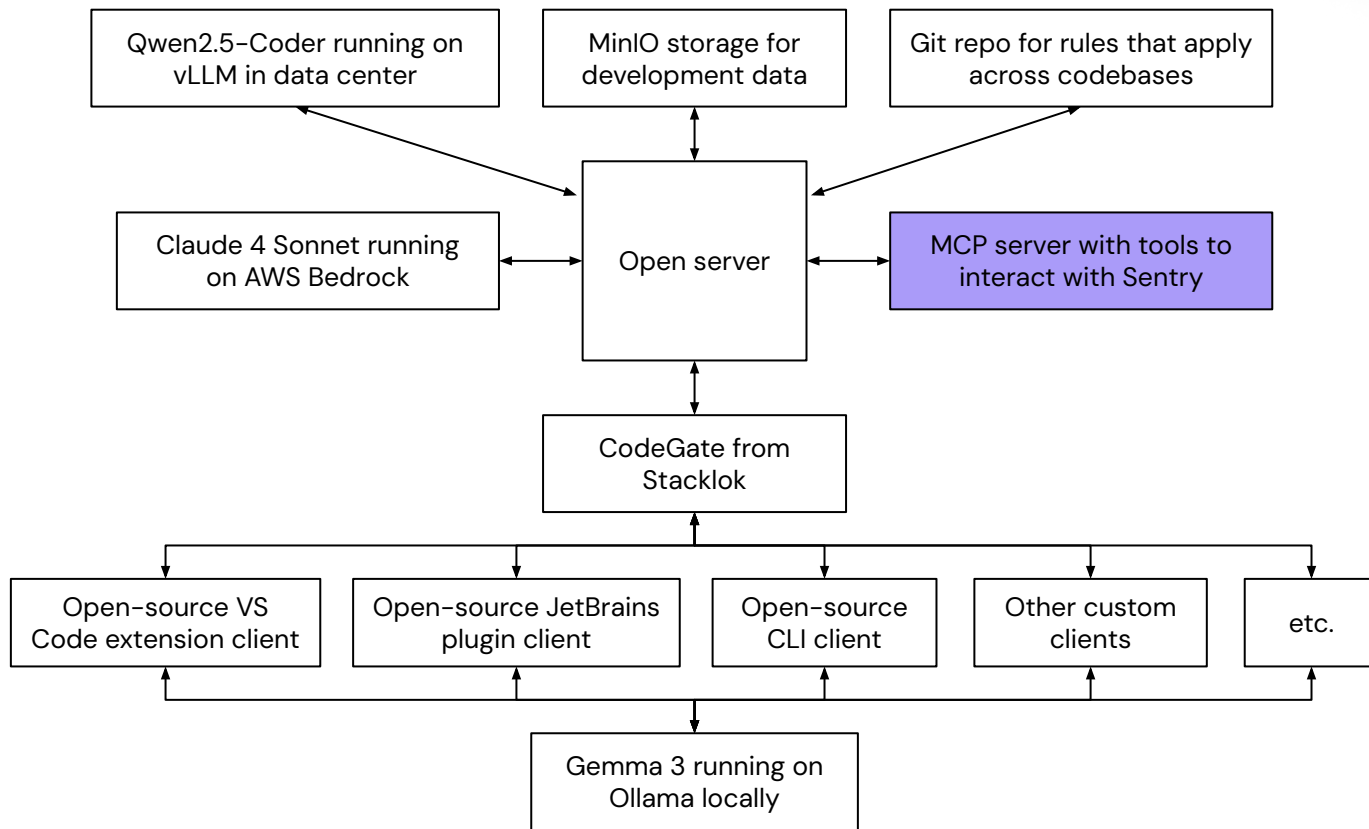 Qwen2.5-Coder running on
vLLM in data center
MinIO storage for
development data
Git repo for rules that apply
across codebases
Claude 4 Sonnet running
on AWS Bedrock
Open server
MCP server with tools to
interact with Sentry
CodeGate from
Stacklok
Open-source VS
Code extension client
Open-source JetBrains
plugin client
Open-source
CLI client
Other custom
clients
etc.
Gemma 3 running on
Ollama locally